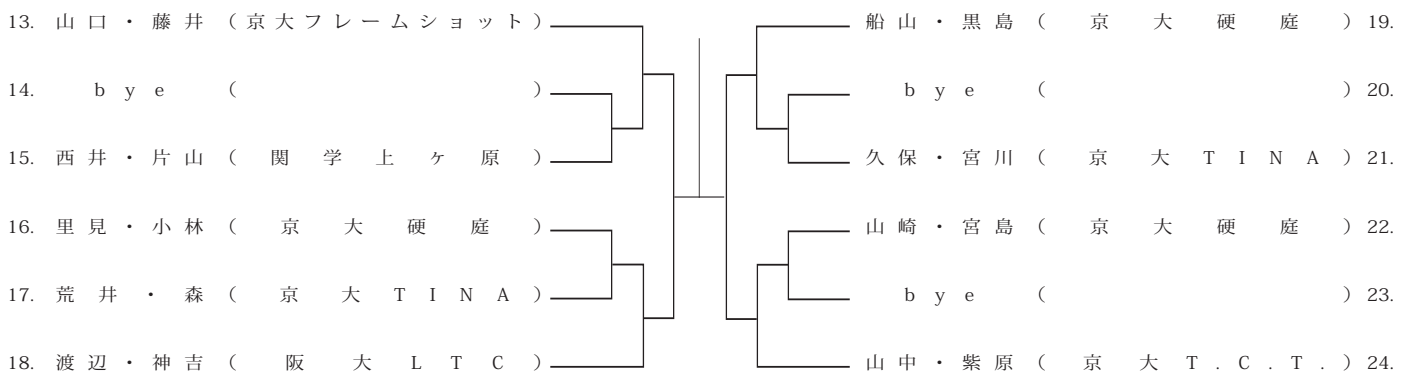 13. 山口・藤井（京大フレームショット）
14. bye（ ）
15. 西井・片山（関学上ヶ原）
16. 里見・小林（京大硬庭）
17. 荒井・森（京大TINA）
18. 渡辺・神吉（阪大LTC）
船山・黒島（京大硬庭）19.
bye（ ）20.
久保・宮川（京大TINA）21.
山崎・宮島（京大硬庭）22.
bye（ ）23.
山中・紫原（京大T.C.T.）24.